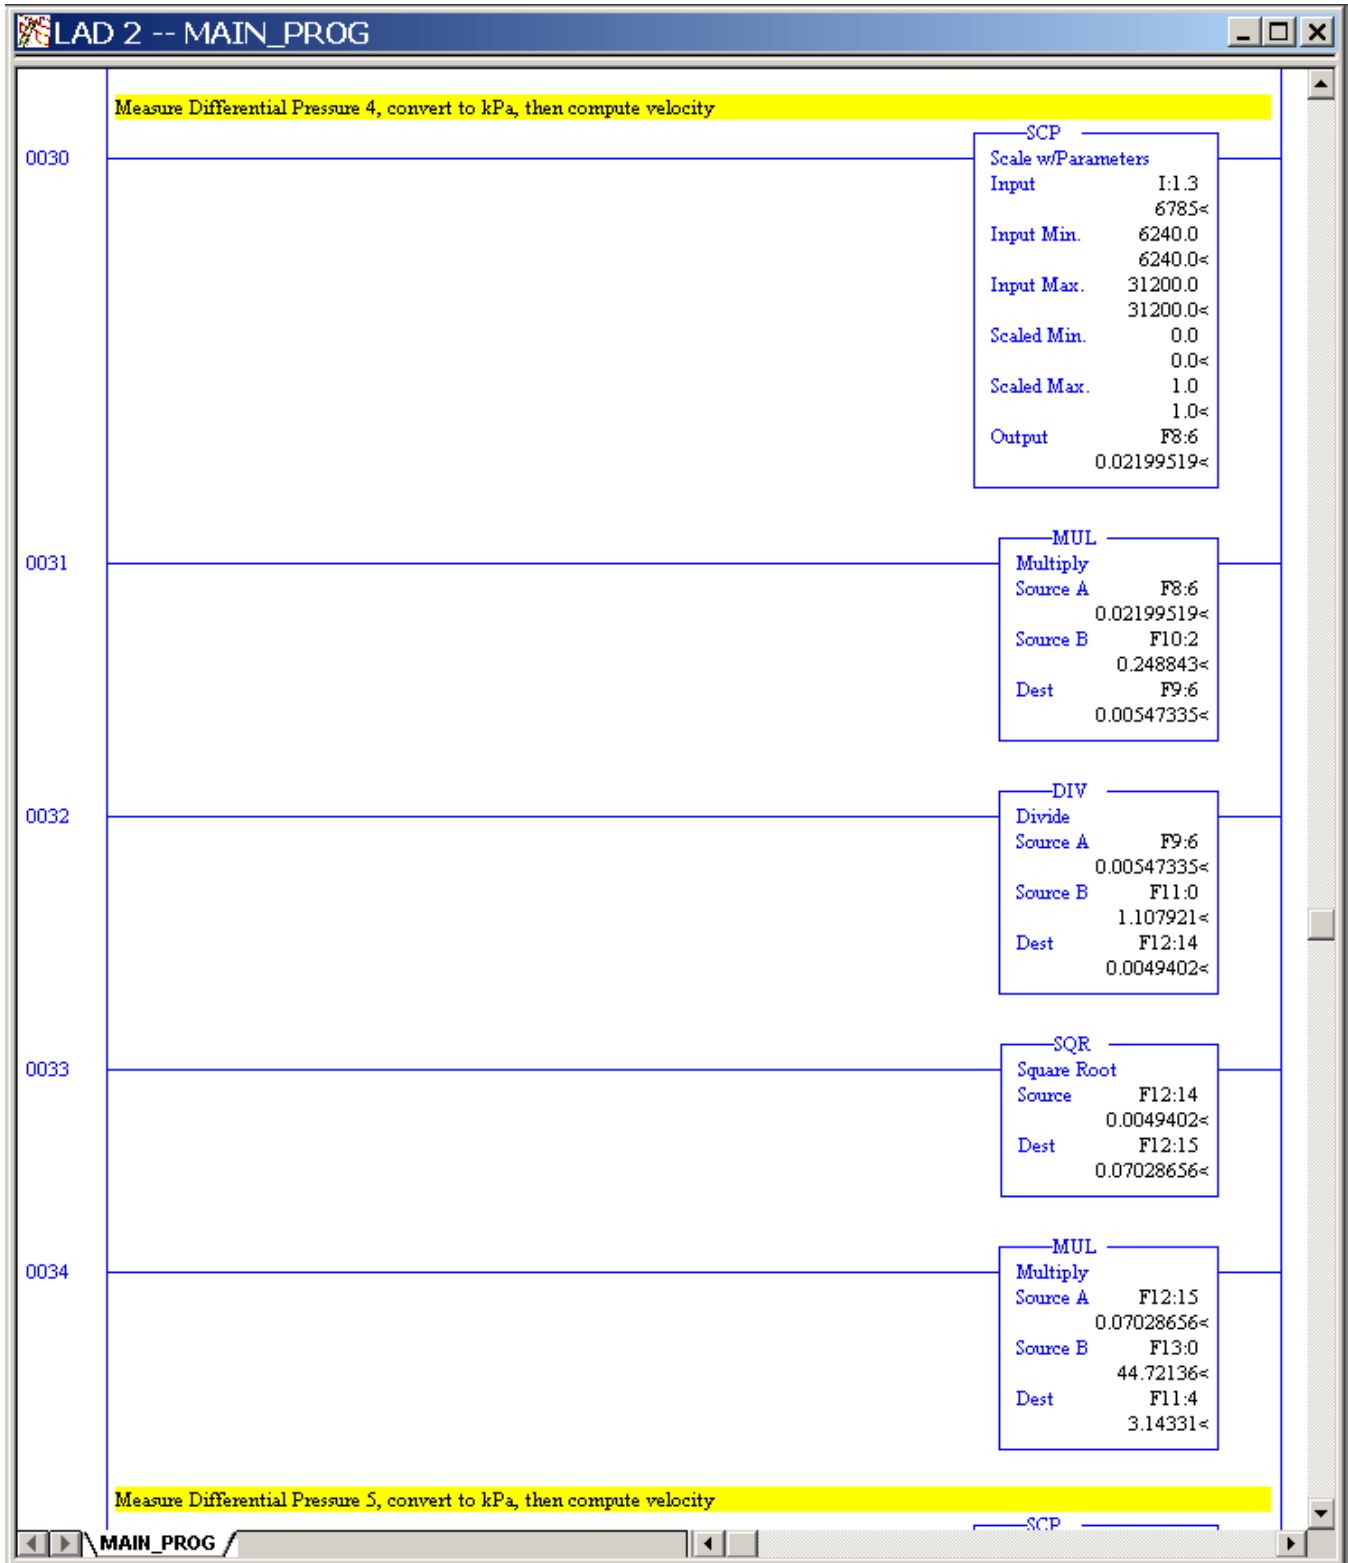 LAD 2 -- MAIN_PROG
Measure Differential Pressure 4, convert to kPa, then compute velocity
0030
SCP
Scale w/Parameters
Input I:1.3
6785<
Input Min. 6240.0
6240.0<
Input Max. 31200.0
31200.0<
Scaled Min. 0.0
0.0<
Scaled Max. 1.0
1.0<
Output F8:6
0.02199519<
0031
MUL
Multiply
Source A F8:6
0.02199519<
Source B F10:2
0.248843<
Dest F9:6
0.00547335<
0032
DIV
Divide
Source A F9:6
0.00547335<
Source B F11:0
1.107921<
Dest F12:14
0.0049402<
0033
SQR
Square Root
Source F12:14
0.0049402<
Dest F12:15
0.07028656<
0034
MUL
Multiply
Source A F12:15
0.07028656<
Source B F13:0
44.72136<
Dest F11:4
3.14331<
Measure Differential Pressure 5, convert to kPa, then compute velocity
SCP
MAIN_PROG